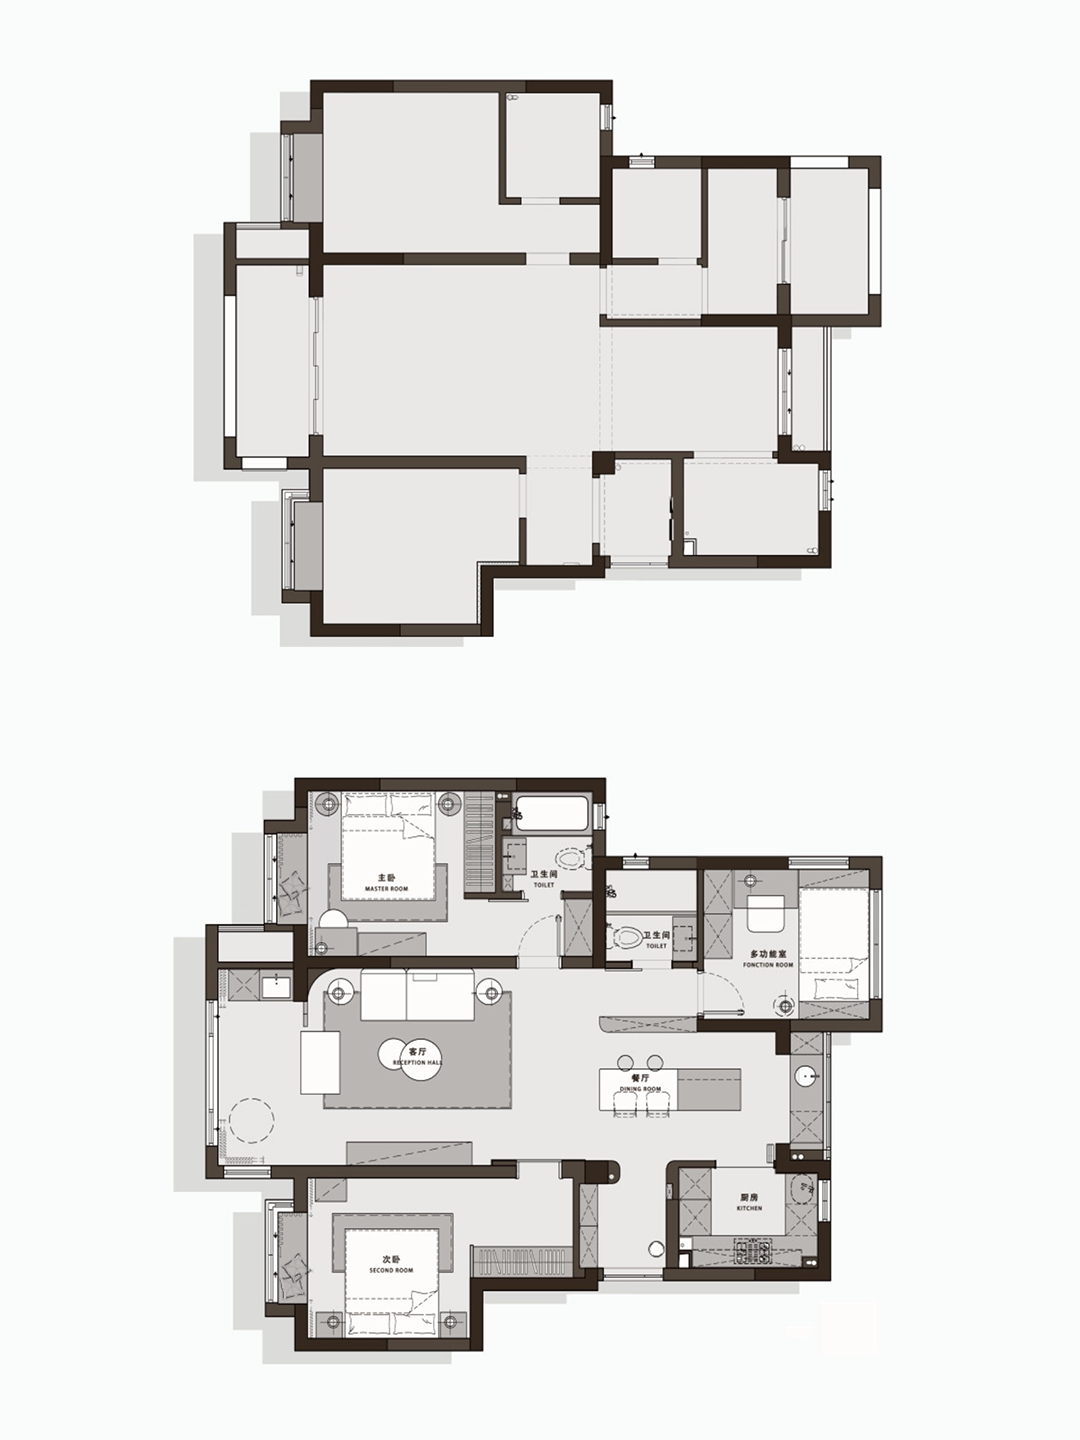 主卧
MASTER ROOM
卫生间
TOILET
卫生间
TOILET
多功能室
FONCTION ROOM
客厅
RECEPTION HALL
餐厅
DINING ROOM
厨房
KITCHEN
次卧
SECOND ROOM